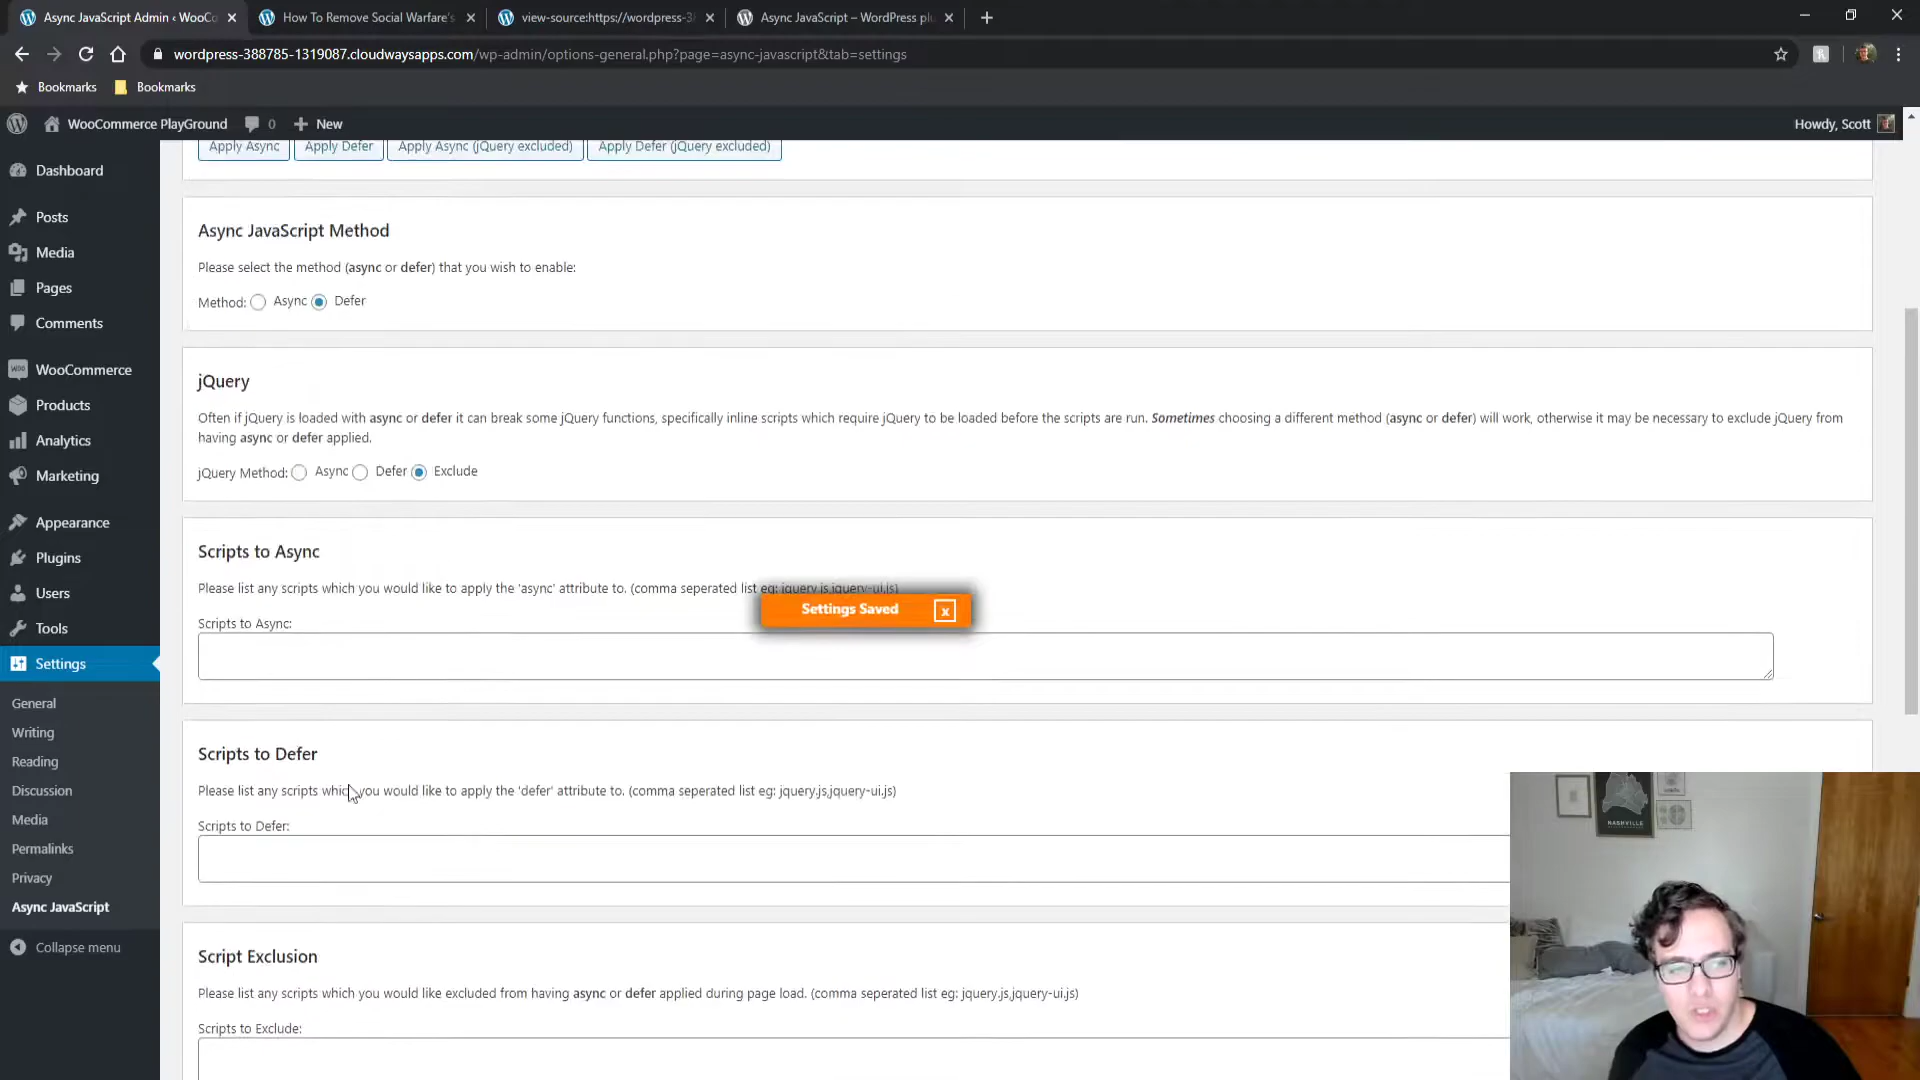 Async JavaScript Admin ‹ WooCo
How To Remove Social Warfare's
view-source:https://wordpress-38
Async JavaScript – WordPress plu
wordpress-388785-1319087.cloudwaysapps.com/wp-admin/options-general.php?page=async-javascript&tab=settings
Bookmarks
Bookmarks
WooCommerce PlayGround
0
New
Howdy, Scott
Dashboard
Posts
Media
Pages
Comments
WooCommerce
Products
Analytics
Marketing
Appearance
Plugins
Users
Tools
Settings
General
Writing
Reading
Discussion
Media
Permalinks
Privacy
Async JavaScript
Collapse menu
Apply Async
Apply Defer
Apply Async (jQuery excluded)
Apply Defer (jQuery excluded)
Async JavaScript Method
Please select the method (async or defer) that you wish to enable:
Method: Async Defer
jQuery
Often if jQuery is loaded with async or defer it can break some jQuery functions, specifically inline scripts which require jQuery to be loaded before the scripts are run. Sometimes choosing a different method (async or defer) will work, otherwise it may be necessary to exclude jQuery from
having async or defer applied.
jQuery Method: Async Defer Exclude
Scripts to Async
Please list any scripts which you would like to apply the 'async' attribute to. (comma seperated list eg: jquery.js,jquery-ui.js)
Settings Saved x
Scripts to Async:
Scripts to Defer
Please list any scripts which you would like to apply the 'defer' attribute to. (comma seperated list eg: jquery.js,jquery-ui.js)
Scripts to Defer:
Script Exclusion
Please list any scripts which you would like excluded from having async or defer applied during page load. (comma seperated list eg: jquery.js,jquery-ui.js)
Scripts to Exclude:
NASHVILLE